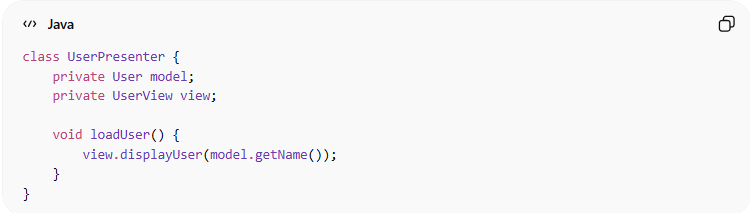 </> Java
class UserPresenter {
    private User model;
    private UserView view;

    void loadUser() {
        view.displayUser(model.getName());
    }
}